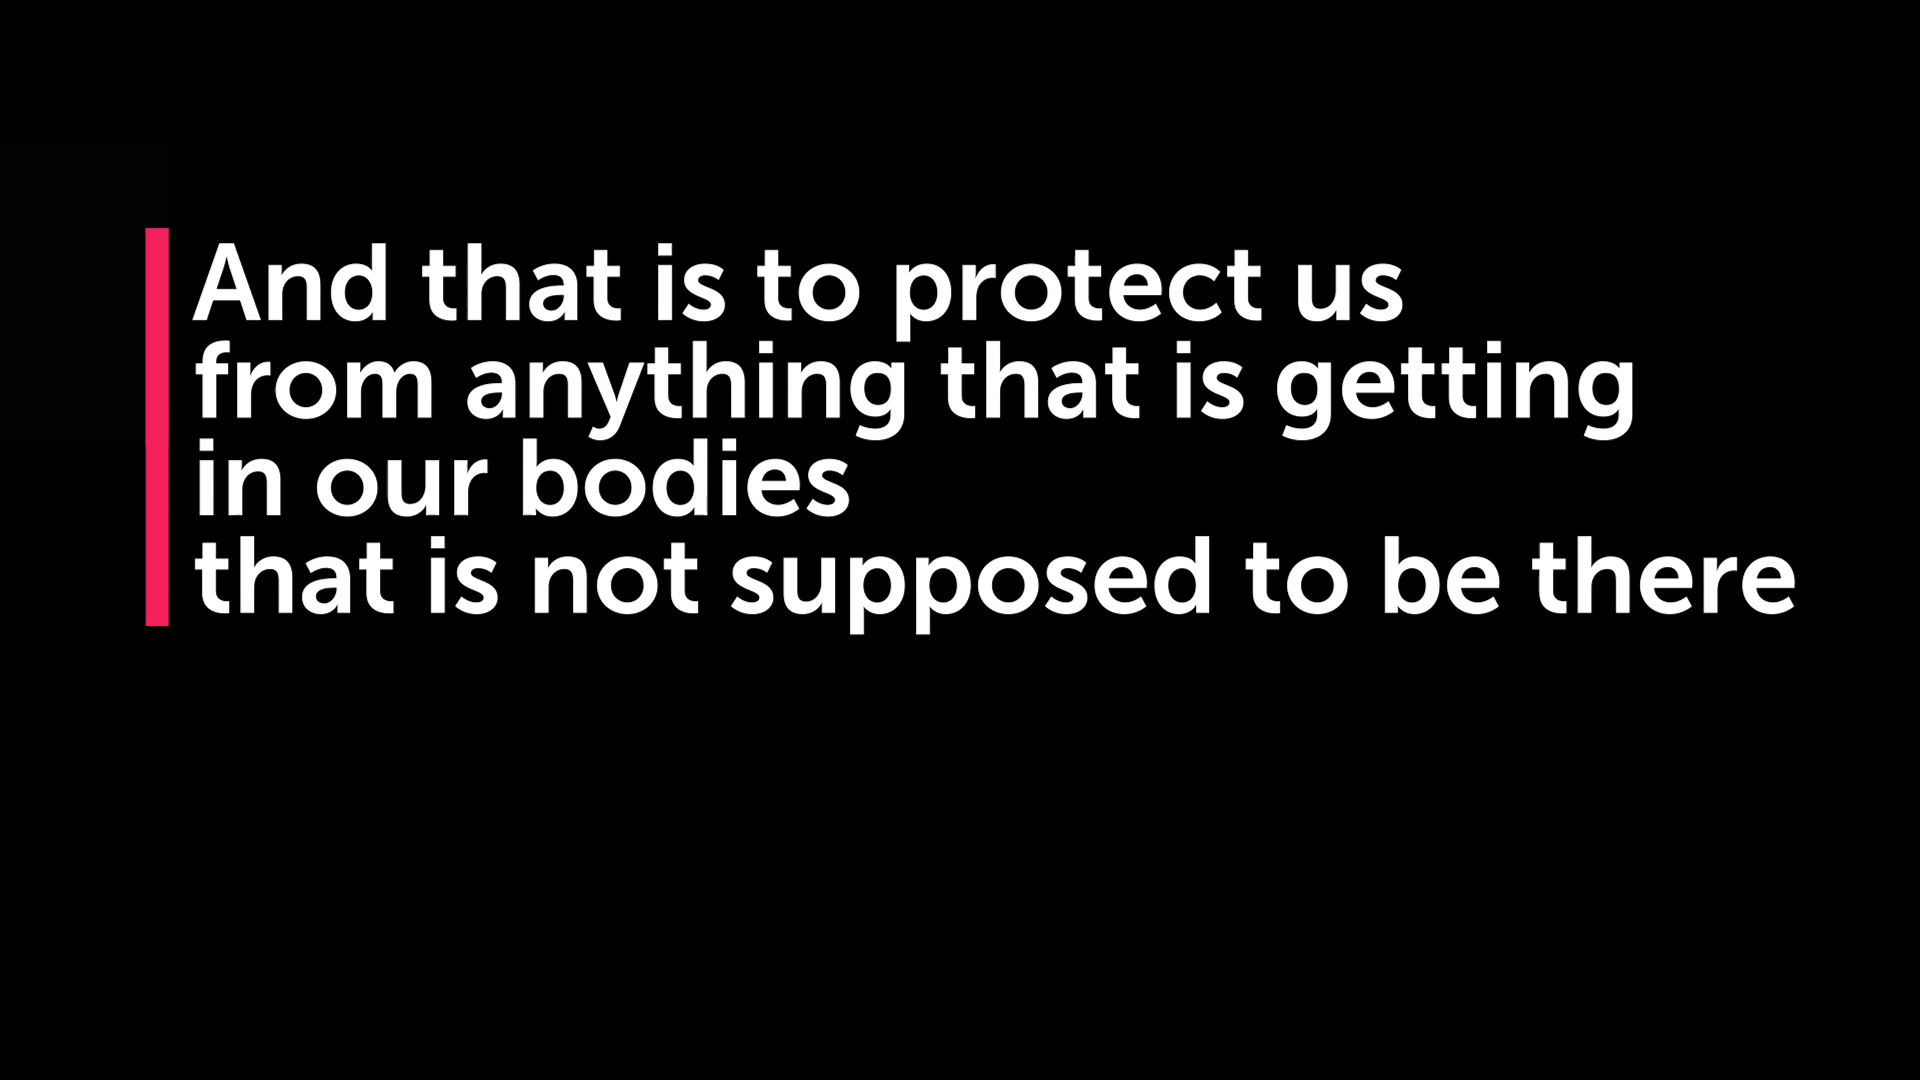 And that is to protect us
from anything that is getting
in our bodies
that is not supposed to be there